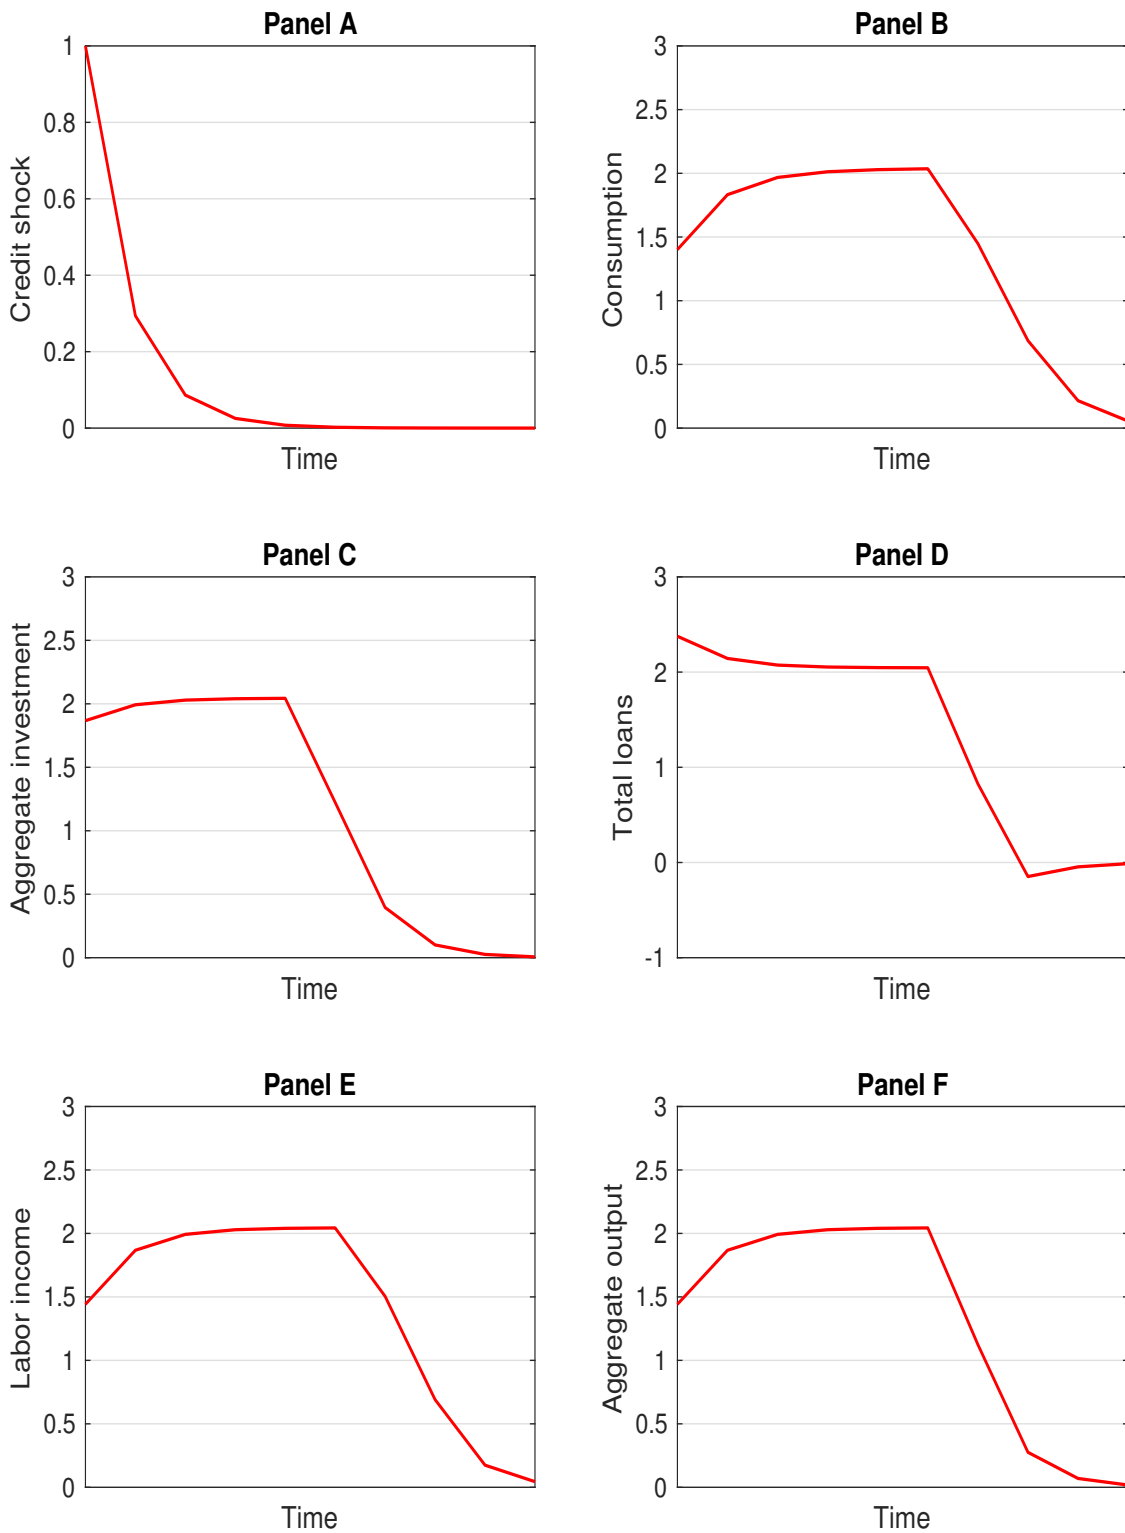 Panel A
1
0.8
0.6
0.4
0.2
0
Credit shock
Time
Panel B
3
2.5
2
1.5
1
0.5
0
Consumption
Time
Panel C
3
2.5
2
1.5
1
0.5
0
Aggregate investment
Time
Panel D
3
2
1
0
-1
Total loans
Time
Panel E
3
2.5
2
1.5
1
0.5
0
Labor income
Time
Panel F
3
2.5
2
1.5
1
0.5
0
Aggregate output
Time